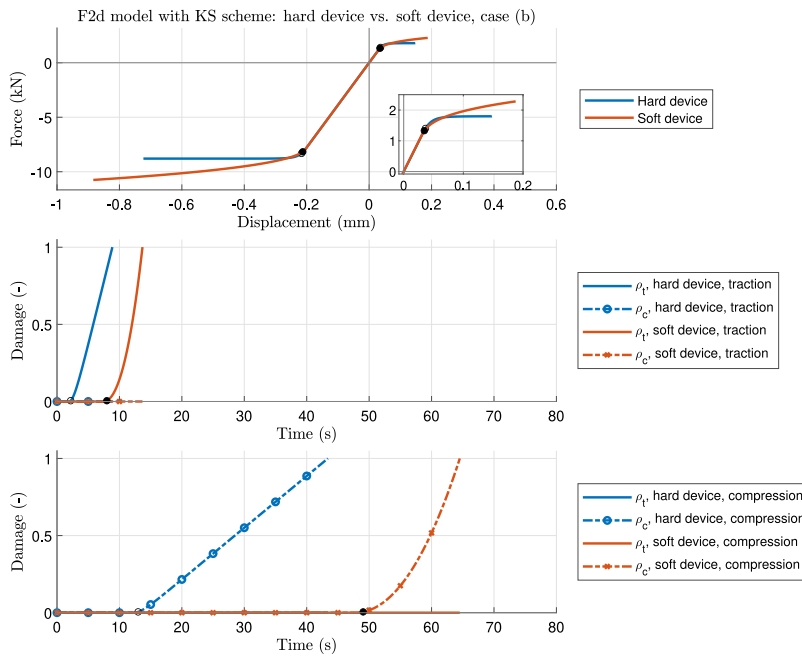 F2d model with KS scheme: hard device vs. soft device, case (b)
Force (kN)
0
-5
-10
-1
-0.8
-0.6
-0.4
-0.2
0
0.2
0.4
0.6
Displacement (mm)
2
1
0
0
0.1
0.2
Hard device
Soft device
Damage (-)
1
0.5
0
0
10
20
30
40
50
60
70
80
Time (s)
ρt, hard device, traction
ρc, hard device, traction
ρt, soft device, traction
ρc, soft device, traction
Damage (-)
1
0.5
0
0
10
20
30
40
50
60
70
80
Time (s)
ρt, hard device, compression
ρc, hard device, compression
ρt, soft device, compression
ρc, soft device, compression